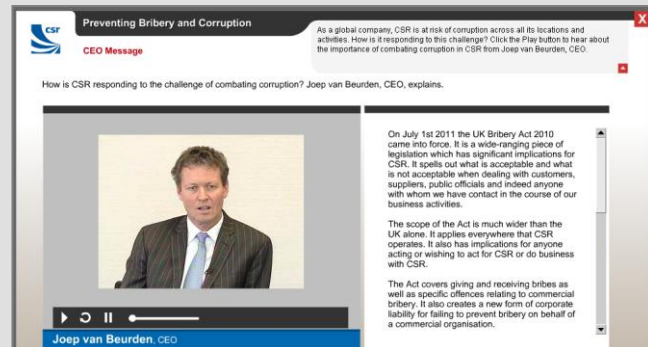 csr
Preventing Bribery and Corruption
CEO Message
As a global company, CSR is at risk of corruption across all its locations and
activities. How is it responding to this challenge? Click the Play button to hear about
the importance of combating corruption in CSR from Joep van Beurden, CEO.
X
How is CSR responding to the challenge of combating corruption? Joep van Beurden, CEO, explains.
On July 1st 2011 the UK Bribery Act 2010
came into force. It is a wide-ranging piece of
legislation which has significant implications for
CSR. It spells out what is acceptable and what
is not acceptable when dealing with customers,
suppliers, public officials and indeed anyone
with whom we have contact in the course of our
business activities.
The scope of the Act is much wider than the
UK alone. It applies everywhere that CSR
operates. It also has implications for anyone
acting or wishing to act for CSR or do business
with CSR.
The Act covers giving and receiving bribes as
well as specific offences relating to commercial
bribery. It also creates a new form of corporate
liability for failing to prevent bribery on behalf of
a commercial organisation.
Joep van Beurden, CEO